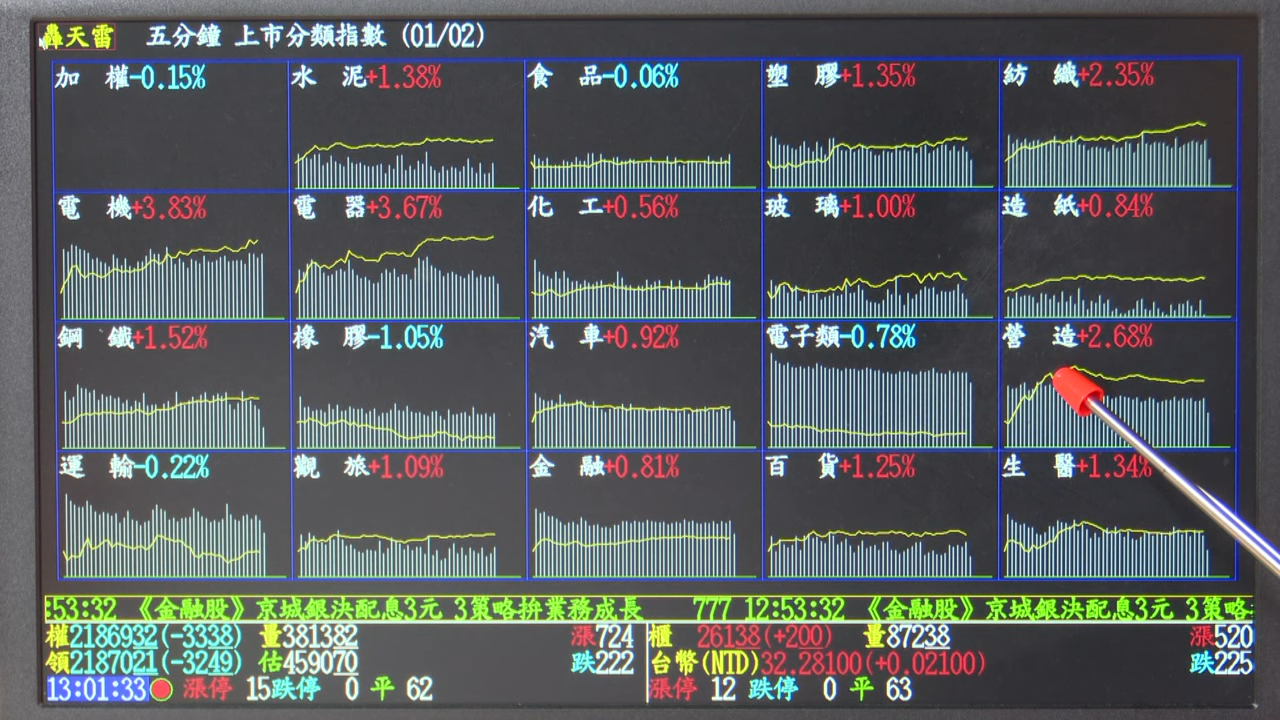 轟天雷 五分鐘 上市分類指數 (01/02)
加 權-0.15% 水 泥+1.38% 食 品-0.06% 塑 膠+1.35% 紡 織+2.35%
電 機+3.83% 電 器+3.67% 化 工+0.56% 玻 璃+1.00% 造 紙+0.84%
鋼 鐵+1.52% 橡 膠-1.05% 汽 車+0.92% 電子類-0.78% 營 造+2.68%
運 輸-0.22% 觀 旅+1.09% 金 融+0.81% 百 貨+1.25% 生 醫+1.34%
:53:32 《金融股》京城銀決配息3元 3策略拚業務成長 777 12:53:32 《金融股》京城銀決配息3元 3策略
權2186932(-3338) 量381382 漲724 櫃 26138(+200) 量87238 漲520
領2187021(-3249) 估459070 跌222 台幣(NTD)32.28100(+0.02100) 跌225
13:01:33 漲停 15跌停 0 平 62 漲停 12 跌停 0 平 63